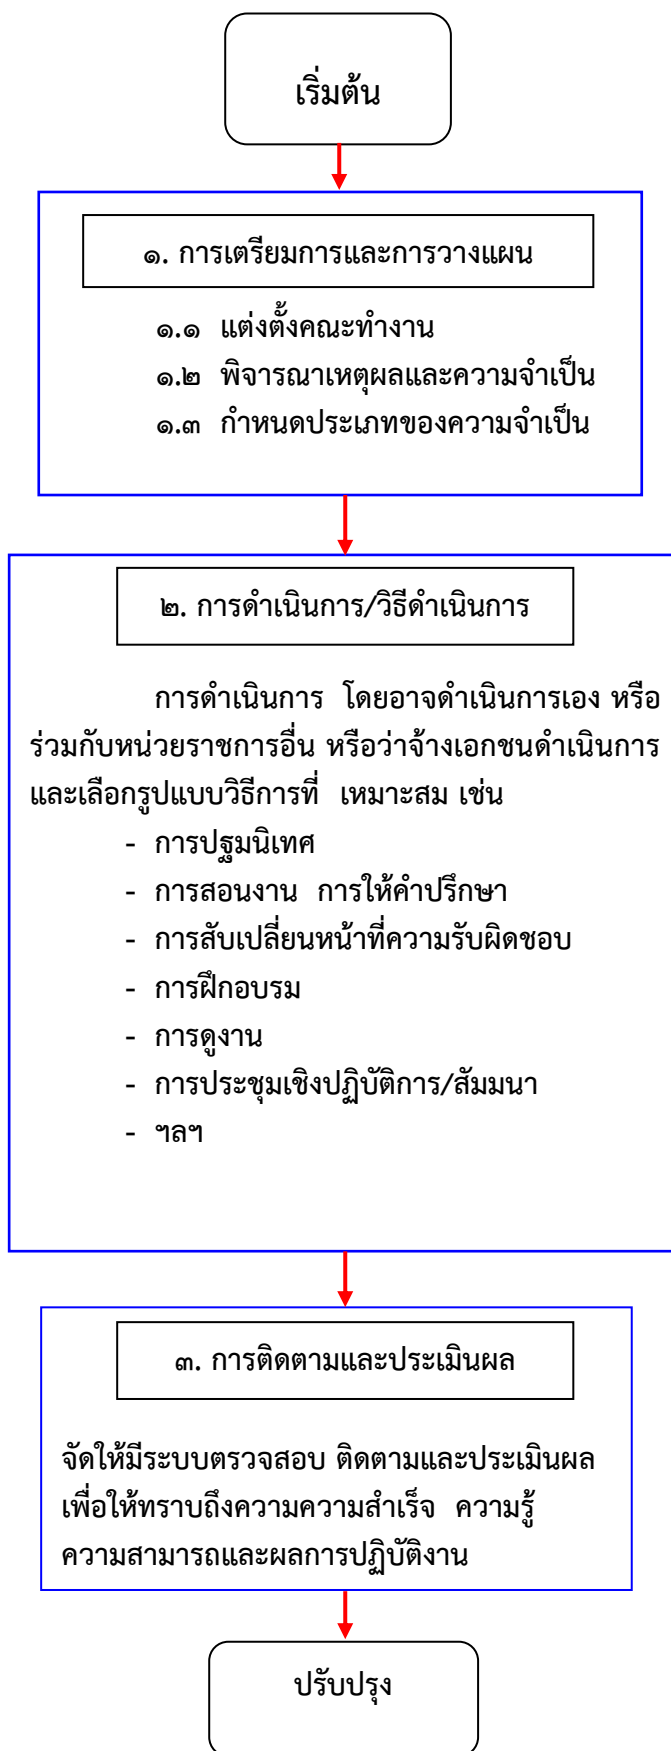 เริ่มต้น
๑. การเตรียมการและการวางแผน
๑.๑ แต่งตั้งคณะทำงาน
๑.๒ พิจารณาเหตุผลและความจำเป็น
๑.๓ กำหนดประเภทของความจำเป็น
๒. การดำเนินการ/วิธีดำเนินการ
การดำเนินการ โดยอาจดำเนินการเอง หรือ
ร่วมกับหน่วยราชการอื่น หรือว่าจ้างเอกชนดำเนินการ
และเลือกรูปแบบวิธีการที่ เหมาะสม เช่น
- การปฐมนิเทศ
- การสอนงาน การให้คำปรึกษา
- การสับเปลี่ยนหน้าที่ความรับผิดชอบ
- การฝึกอบรม
- การดูงาน
- การประชุมเชิงปฏิบัติการ/สัมมนา
- ฯลฯ
๓. การติดตามและประเมินผล
จัดให้มีระบบตรวจสอบ ติดตามและประเมินผล
เพื่อให้ทราบถึงความความสำเร็จ ความรู้
ความสามารถและผลการปฏิบัติงาน
ปรับปรุง